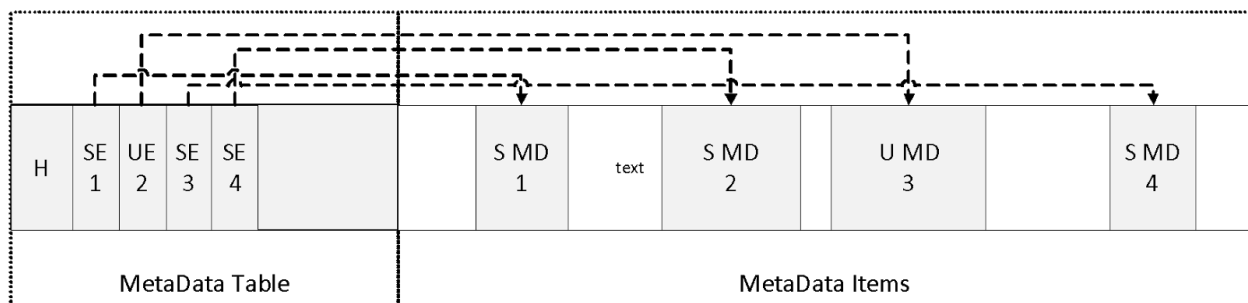 H
SE
1
UE
2
SE
3
SE
4
S MD
1
text
S MD
2
U MD
3
S MD
4
MetaData Table
MetaData Items